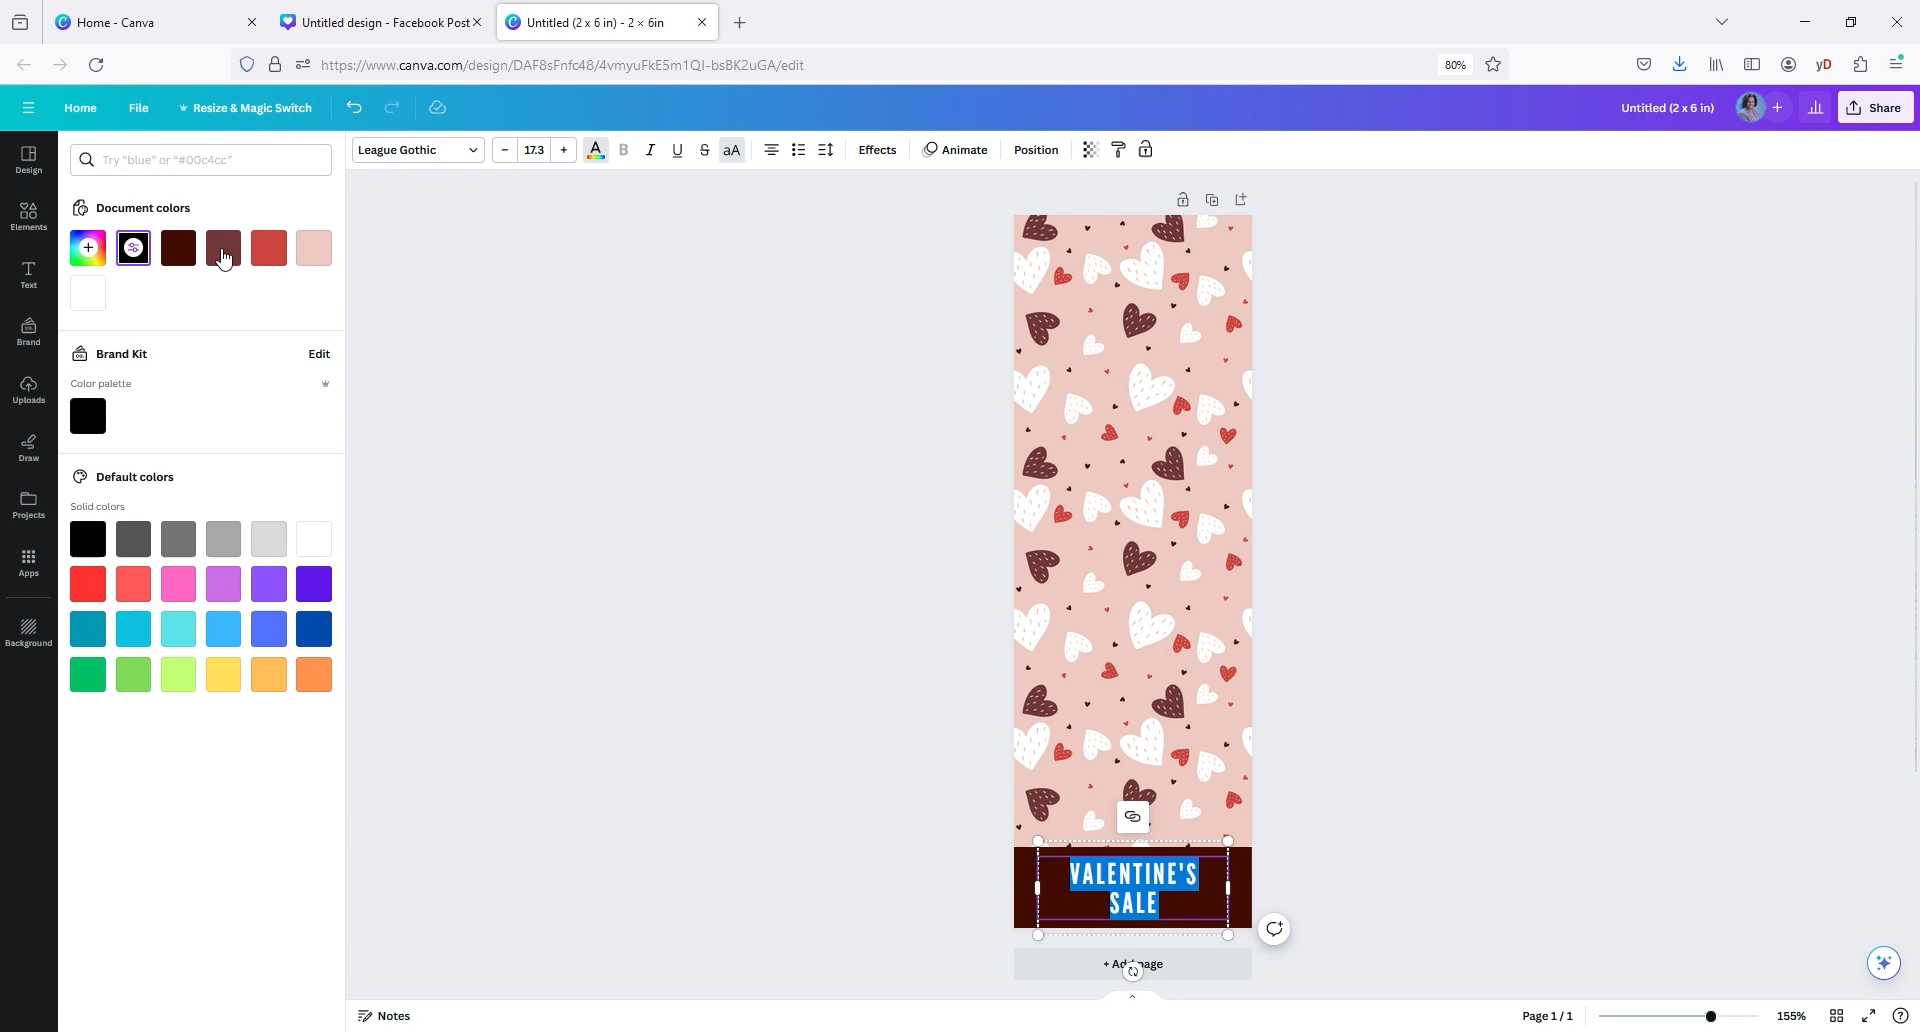 Home - Canva
Untitled design - Facebook Post
Untitled (2 x 6 in) - 2 × 6in
https://www.canva.com/design/DAF8sFnfc48/4vmyuFkE5m1QI-bsBK2uGA/edit
80%
yD
Home
File
Resize & Magic Switch
Untitled (2 x 6 in)
Share
Design
Elements
Text
Brand
Uploads
Draw
Projects
Apps
Background
Try "blue" or "#00c4cc"
Document colors
Brand Kit
Edit
Color palette
Default colors
Solid colors
League Gothic
– 17.3 +
A B I U S aA
Effects
Animate
Position
VALENTINE'S
SALE
Notes
Page 1 / 1
155%